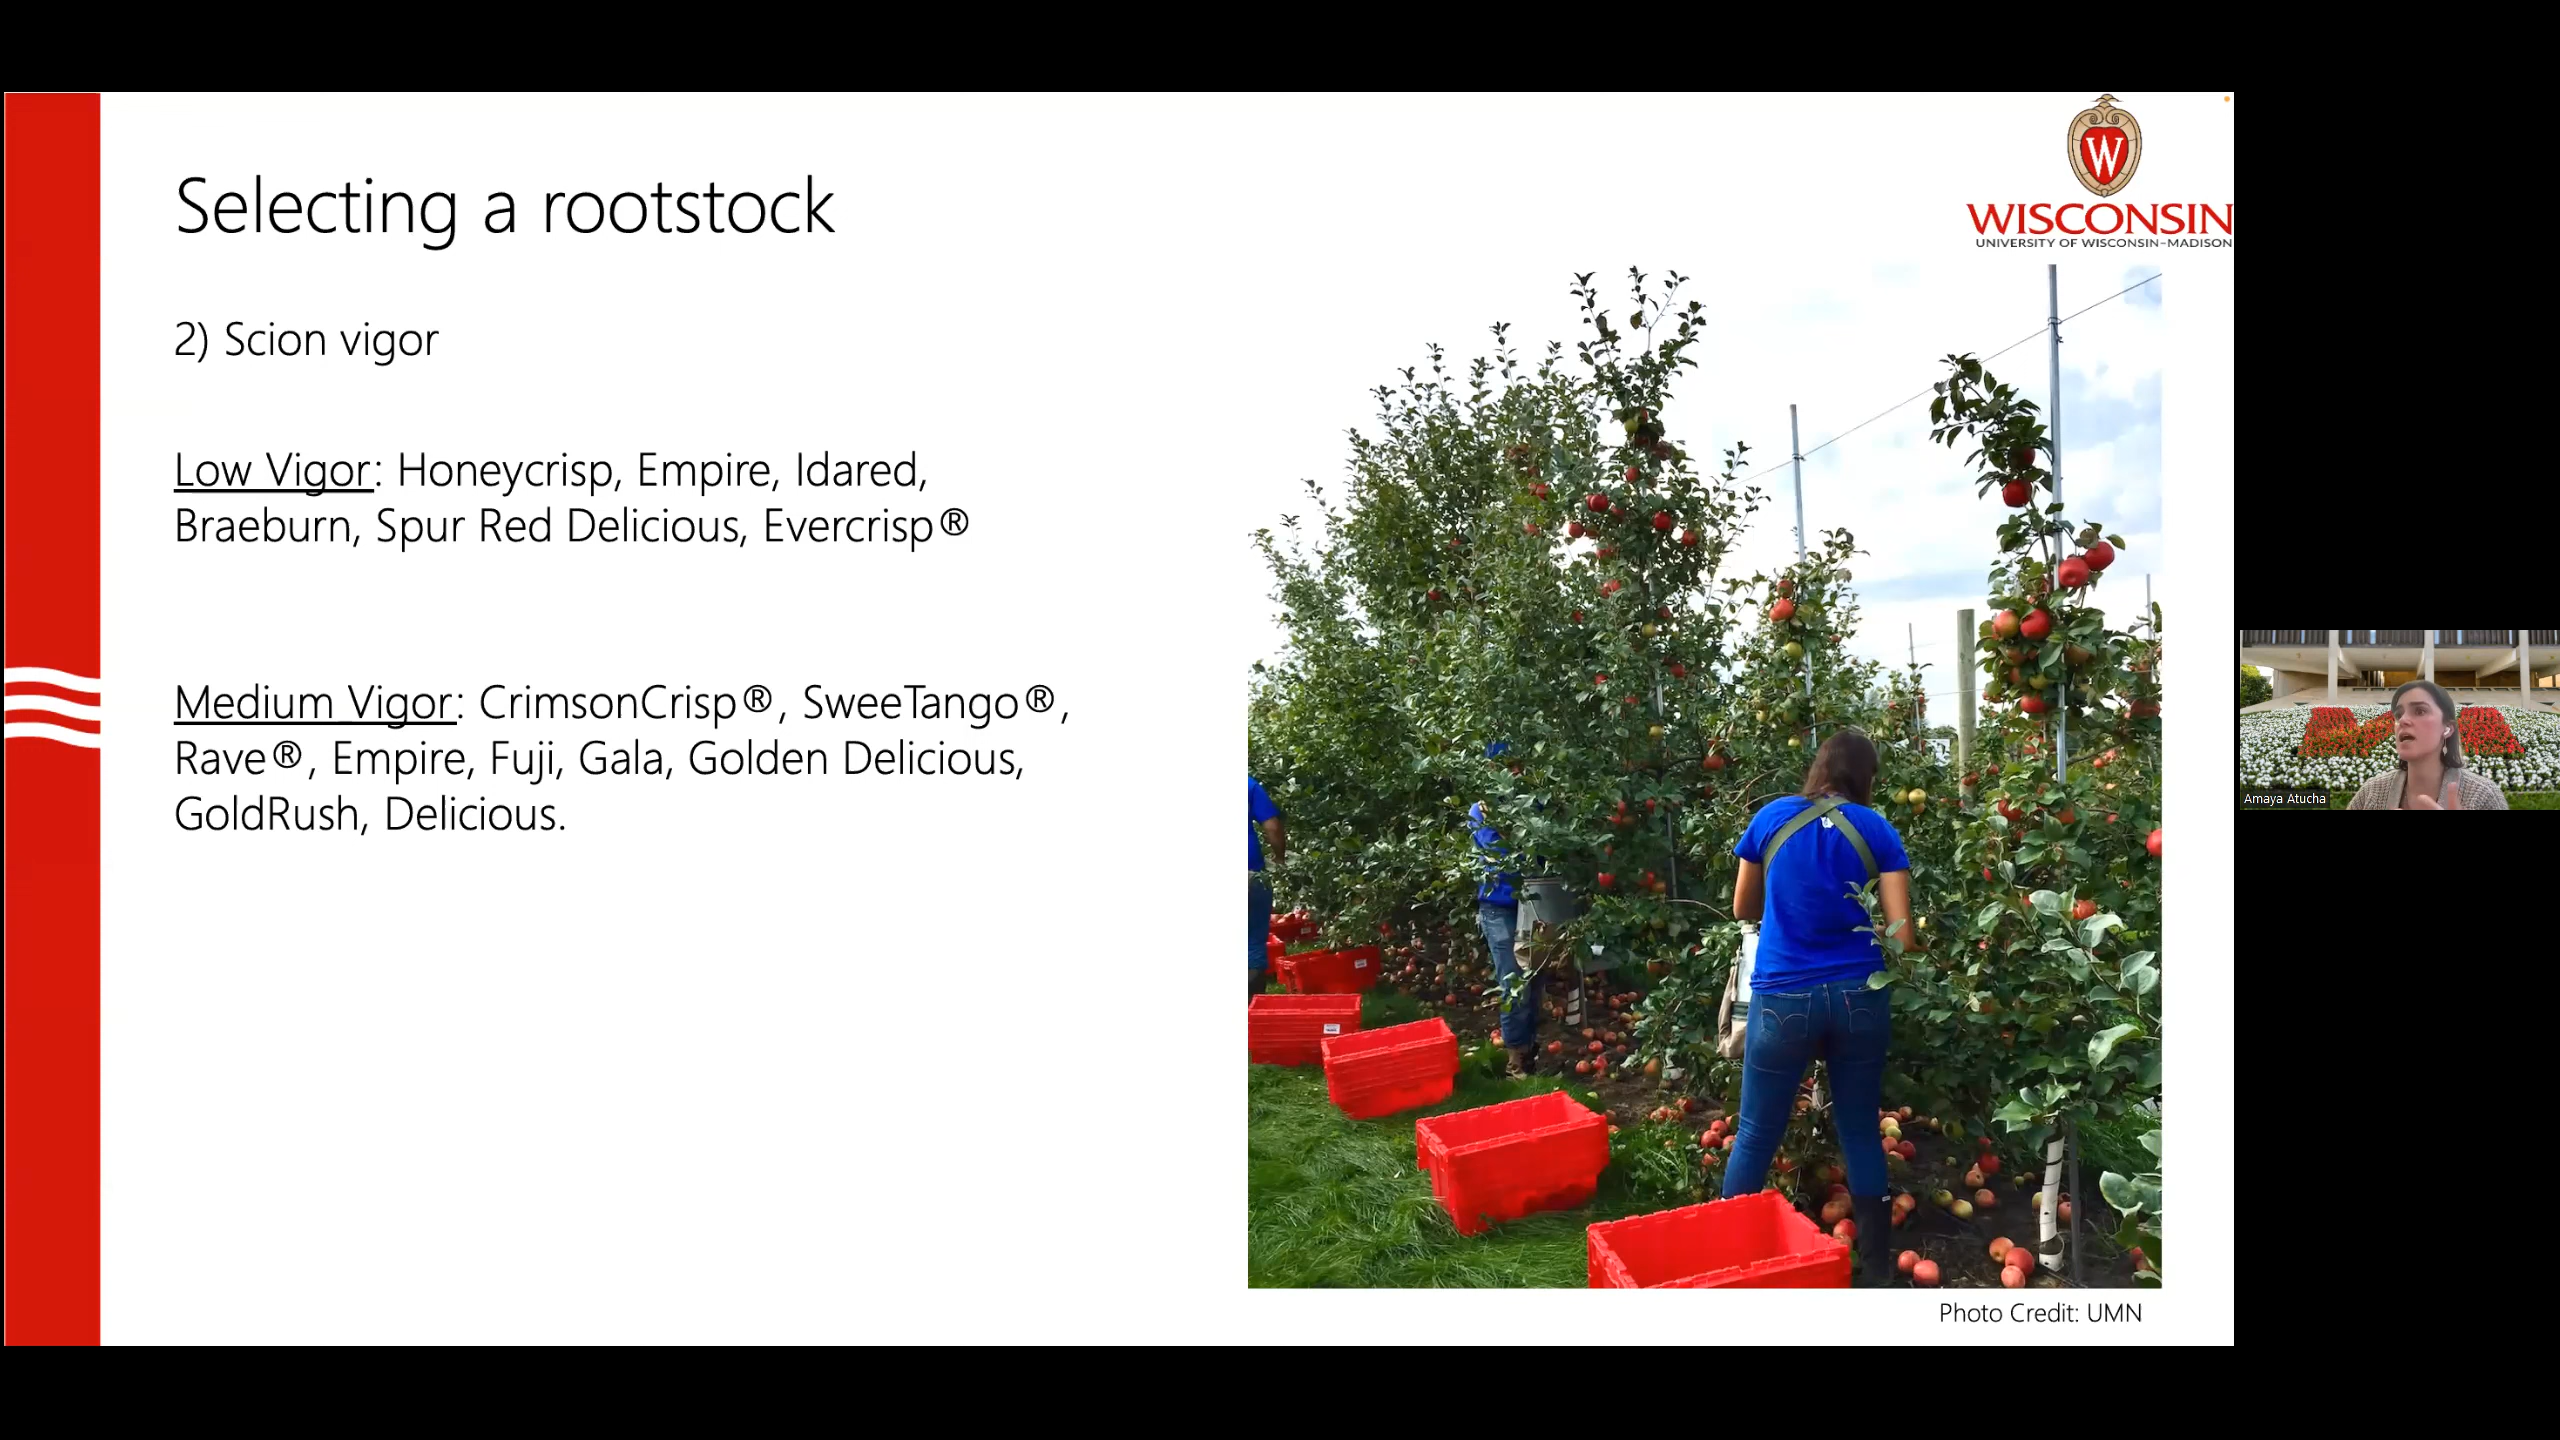 Selecting a rootstock
W
WISCONSIN
UNIVERSITY OF WISCONSIN–MADISON
2) Scion vigor
Low Vigor: Honeycrisp, Empire, Idared,
Braeburn, Spur Red Delicious, Evercrisp®
Medium Vigor: CrimsonCrisp®, SweeTango®,
Rave®, Empire, Fuji, Gala, Golden Delicious,
GoldRush, Delicious.
Photo Credit: UMN
Amaya Atucha